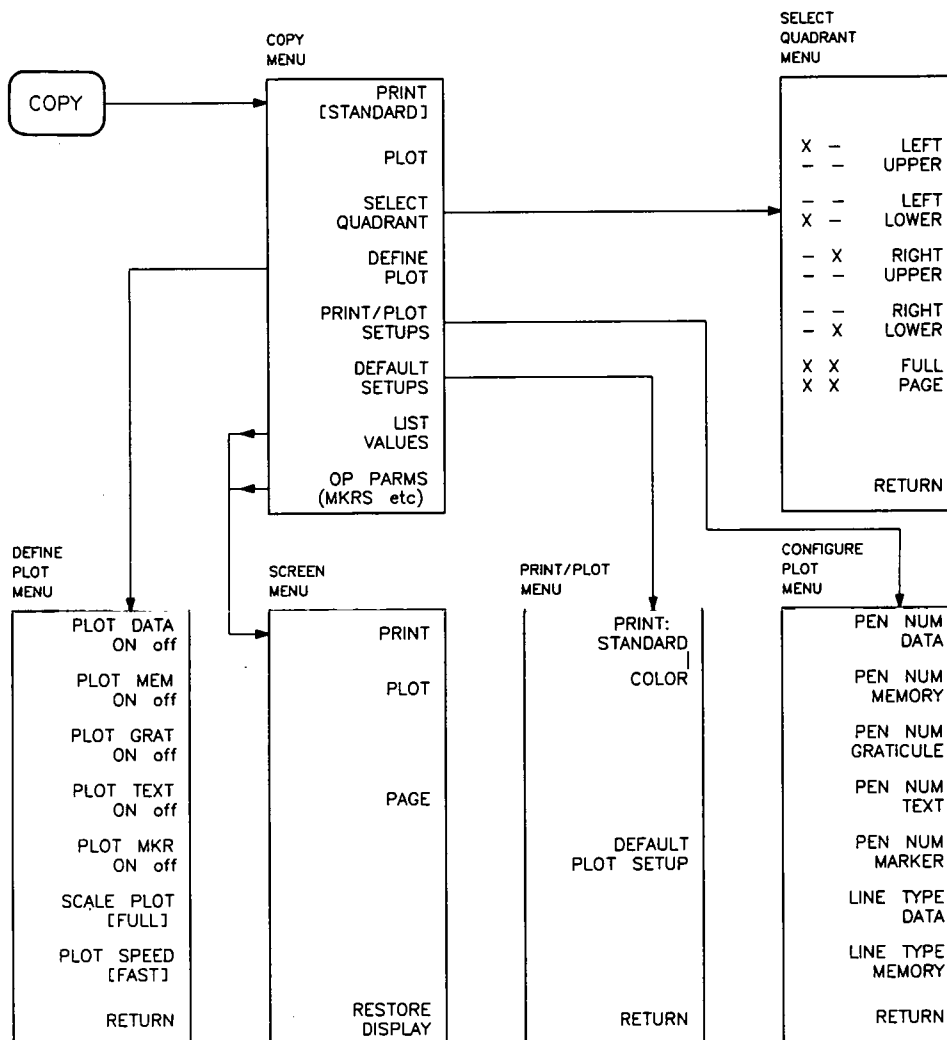 COPY
COPY
MENU
PRINT
[STANDARD]
PLOT
SELECT
QUADRANT
DEFINE
PLOT
PRINT/PLOT
SETUPS
DEFAULT
SETUPS
LIST
VALUES
OP PARMS
(MKRS etc)
SELECT
QUADRANT
MENU
X – LEFT
– – UPPER
– – LEFT
X – LOWER
– X RIGHT
– – UPPER
– – RIGHT
– X LOWER
X X FULL
X X PAGE
RETURN
DEFINE
PLOT
MENU
PLOT DATA
ON off
PLOT MEM
ON off
PLOT GRAT
ON off
PLOT TEXT
ON off
PLOT MKR
ON off
SCALE PLOT
[FULL]
PLOT SPEED
[FAST]
RETURN
SCREEN
MENU
PRINT
PLOT
PAGE
RESTORE
DISPLAY
PRINT/PLOT
MENU
PRINT:
STANDARD
COLOR
DEFAULT
PLOT SETUP
RETURN
CONFIGURE
PLOT
MENU
PEN NUM
DATA
PEN NUM
MEMORY
PEN NUM
GRATICULE
PEN NUM
TEXT
PEN NUM
MARKER
LINE TYPE
DATA
LINE TYPE
MEMORY
RETURN